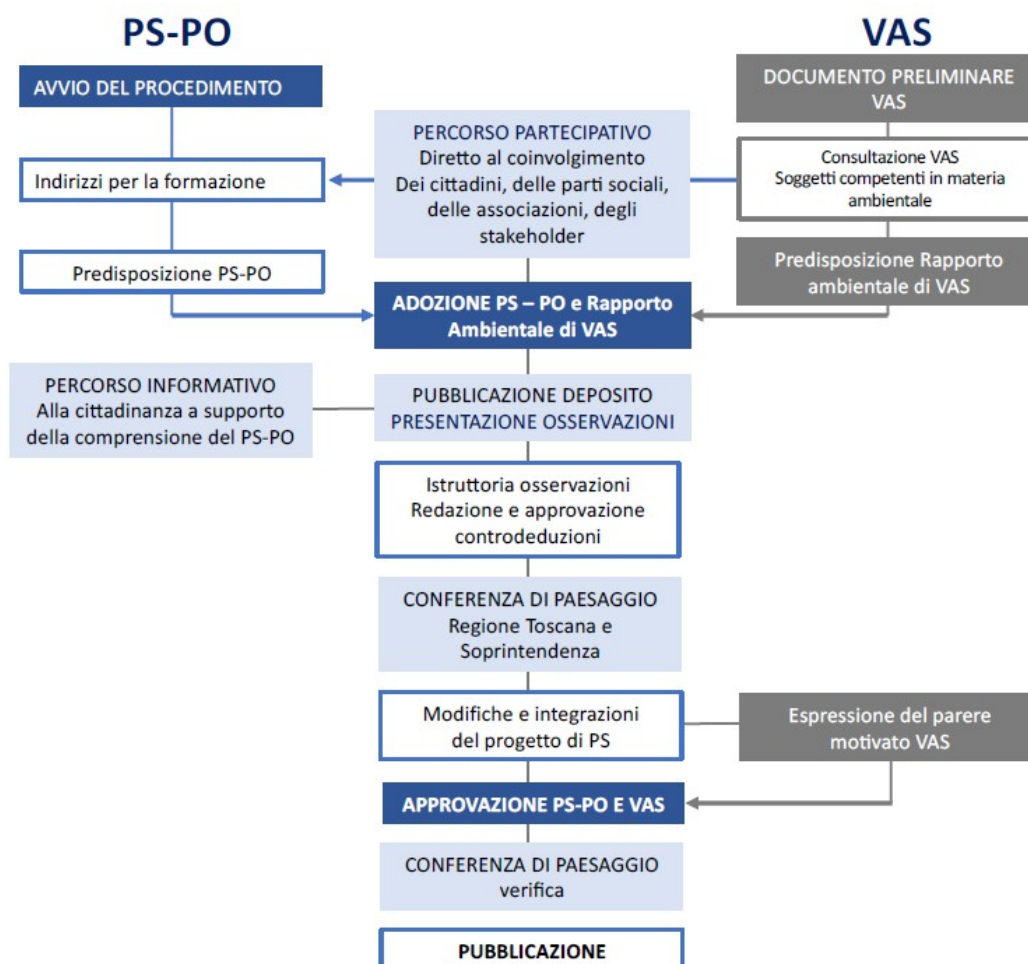 PS-PO
VAS
AVVIO DEL PROCEDIMENTO
DOCUMENTO PRELIMINARE
VAS
PERCORSO PARTECIPATIVO
Diretto al coinvolgimento
Dei cittadini, delle parti sociali,
delle associazioni, degli
stakeholder
Indirizzi per la formazione
Consultazione VAS
Soggetti competenti in materia
ambientale
Predisposizione PS-PO
Predisposizione Rapporto
ambientale di VAS
ADOZIONE PS – PO e Rapporto
Ambientale di VAS
PERCORSO INFORMATIVO
Alla cittadinanza a supporto
della comprensione del PS-PO
PUBBLICAZIONE DEPOSITO
PRESENTAZIONE OSSERVAZIONI
Istruttoria osservazioni
Redazione e approvazione
controdeduzioni
CONFERENZA DI PAESAGGIO
Regione Toscana e
Soprintendenza
Modifiche e integrazioni
del progetto di PS
Espressione del parere
motivato VAS
APPROVAZIONE PS-PO E VAS
CONFERENZA DI PAESAGGIO
verifica
PUBBLICAZIONE